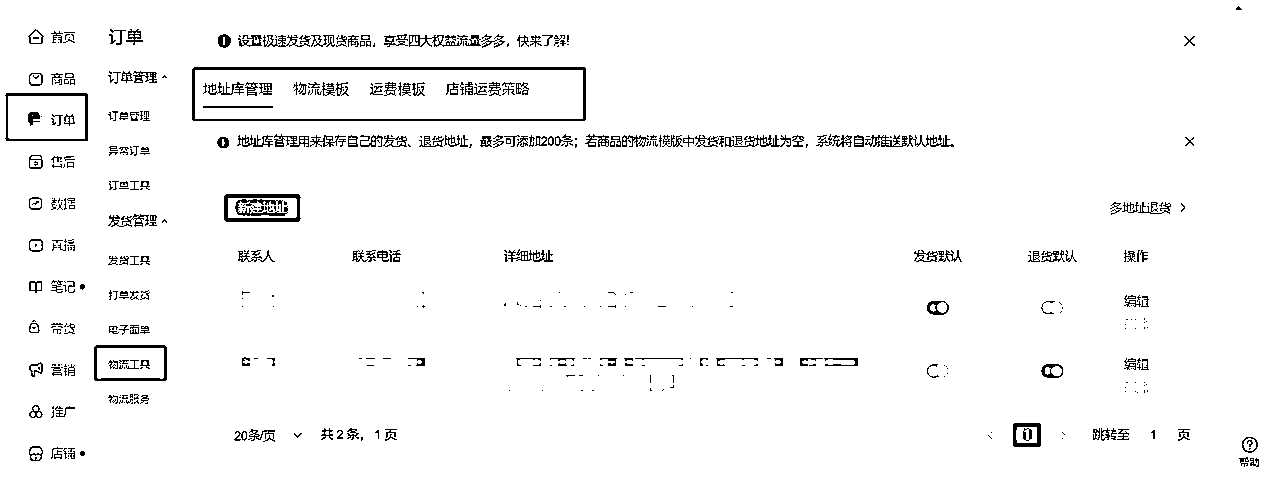 首页
商品
订单
售后
数据
直播
笔记
带货
营销
推广
店铺
订单
订单管理
订单管理
异常订单
订单工具
发货管理
发货工具
打单发货
电子面单
物流工具
物流服务
设置极速发货及现货商品，享受四大权益流量多多，快来了解!
地址库管理 物流模板 运费模板 店铺运费策略
地址库管理用来保存自己的发货、退货地址，最多可添加200条；若商品的物流模版中发货和退货地址为空，系统将自动推送默认地址。
新建地址
多地址退货
联系人 联系电话 详细地址 发货默认 退货默认 操作
编辑
编辑
20条/页 共 2 条，1 页
跳转至 1 页
帮助